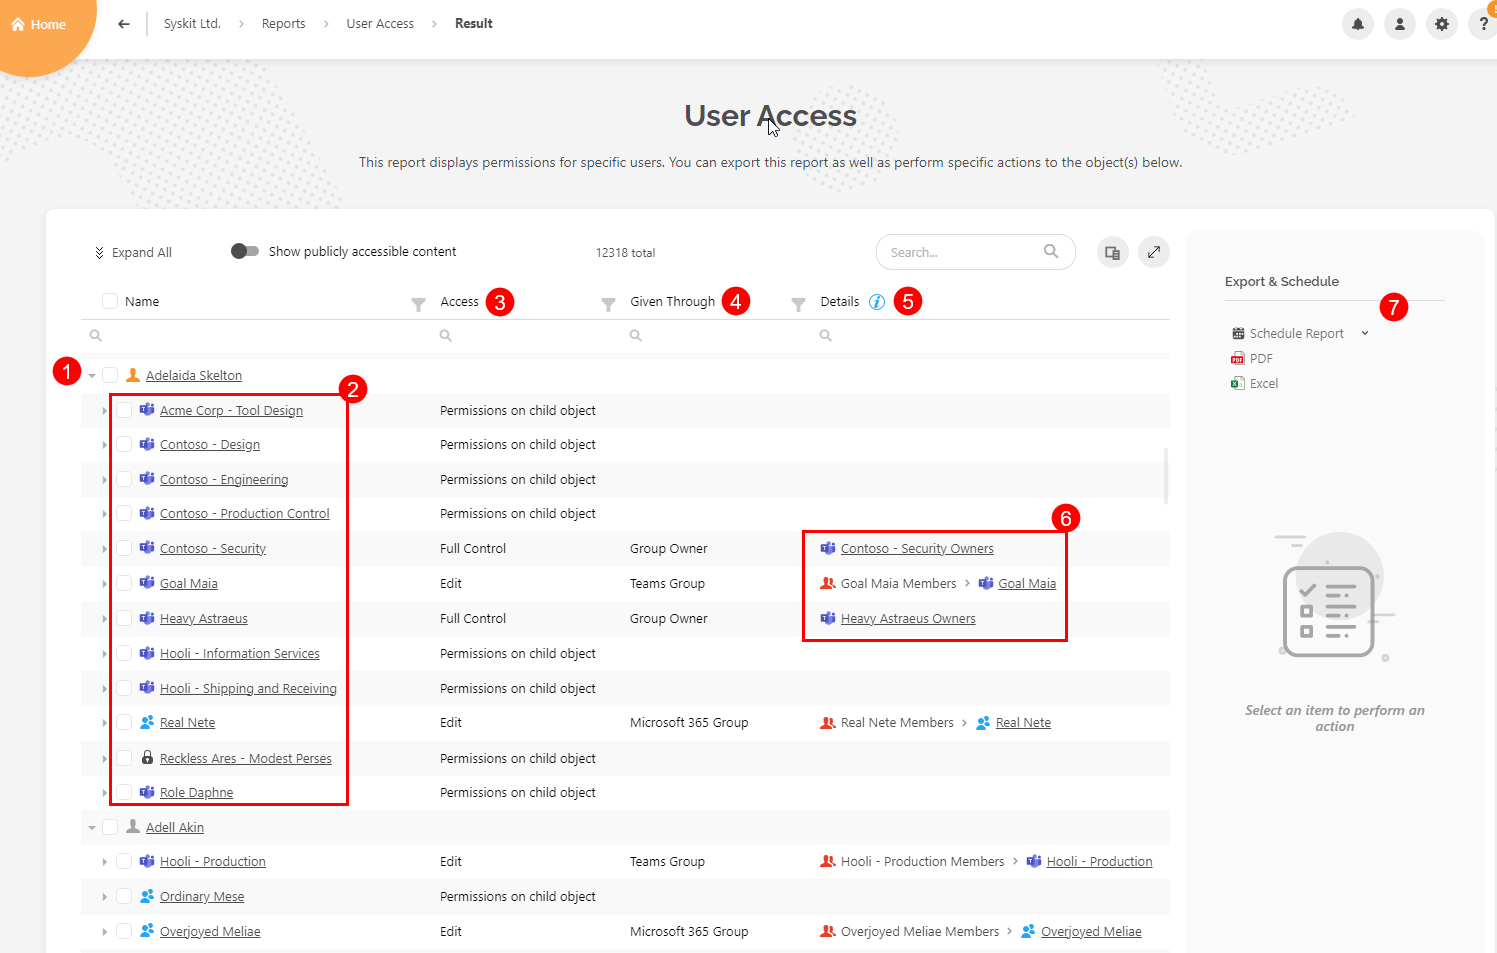 Home
Syskit Ltd. > Reports > User Access > Result
?
User Access
This report displays permissions for specific users. You can export this report as well as perform specific actions to the object(s) below.
Expand All
Show publicly accessible content
12318 total
Search...
Name
Access 3
Given Through 4
Details i 5
1
Adelaida Skelton
2
Acme Corp - Tool Design Permissions on child object
Contoso - Design Permissions on child object
Contoso - Engineering Permissions on child object
Contoso - Production Control Permissions on child object
6
Contoso - Security Full Control Group Owner Contoso - Security Owners
Goal Maia Edit Teams Group Goal Maia Members > Goal Maia
Heavy Astraeus Full Control Group Owner Heavy Astraeus Owners
Hooli - Information Services Permissions on child object
Hooli - Shipping and Receiving Permissions on child object
Real Nete Edit Microsoft 365 Group Real Nete Members > Real Nete
Reckless Ares - Modest Perses Permissions on child object
Role Daphne Permissions on child object
Adell Akin
Hooli - Production Edit Teams Group Hooli - Production Members > Hooli - Production
Ordinary Mese Permissions on child object
Overjoyed Meliae Edit Microsoft 365 Group Overjoyed Meliae Members > Overjoyed Meliae
Export & Schedule
7
Schedule Report
PDF
Excel
Select an item to perform an
action